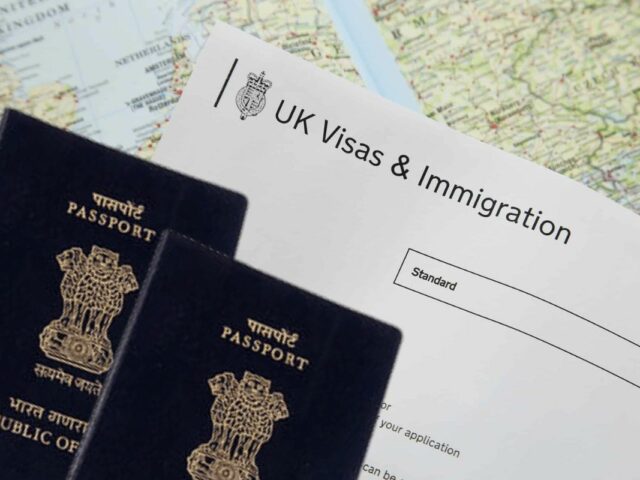 KINGDOM
NETHERLANDS
UK Visas & Immigration
Standard
or
your application
can be
पासपोर्ट
PASSPORT
सत्यमेव जयते
भारत गणरा
UBLIC OF
पासपोर्ट
PASSPORT